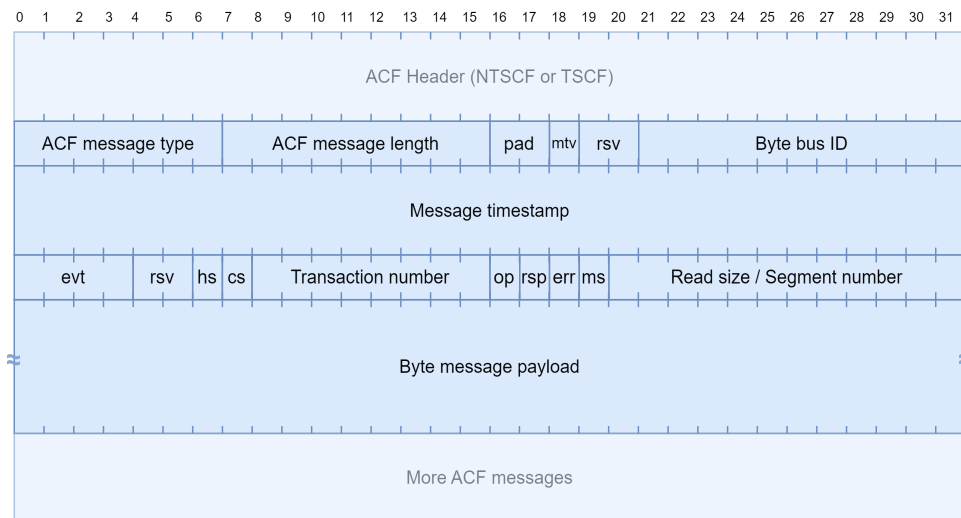 0 1 2 3 4 5 6 7 8 9 10 11 12 13 14 15 16 17 18 19 20 21 22 23 24 25 26 27 28 29 30 31
ACF Header (NTSCF or TSCF)
ACF message type ACF message length pad mtv rsv Byte bus ID
Message timestamp
evt rsv hs cs Transaction number op rsp err ms Read size / Segment number
≈ ≈
Byte message payload
More ACF messages